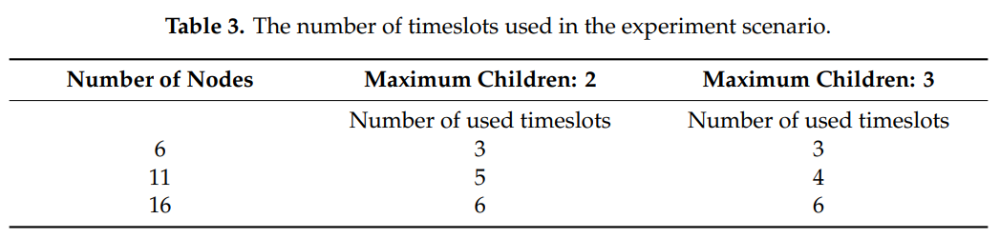 Table 3. The number of timeslots used in the experiment scenario.
Number of Nodes Maximum Children: 2 Maximum Children: 3
Number of used timeslots Number of used timeslots
6 3 3
11 5 4
16 6 6